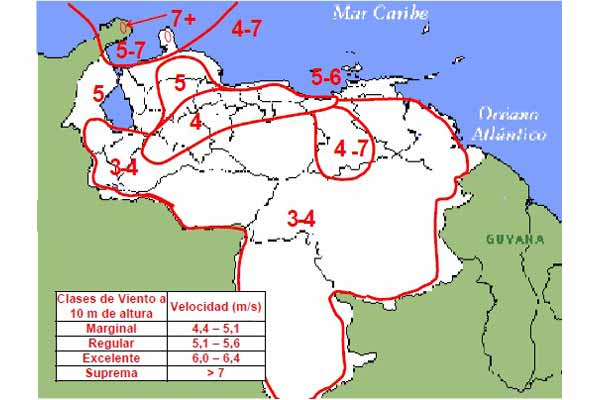 7+
Mar Caribe
4-7
5-7
5-6
5
5
4
Océano
Atlántico
4 -7
3-4
3-4
GUYANA
Clases de Viento a
10 m de altura
Velocidad (m/s)
Marginal
4,4 – 5,1
Regular
5,1 – 5,6
Excelente
6,0 – 6,4
Suprema
> 7